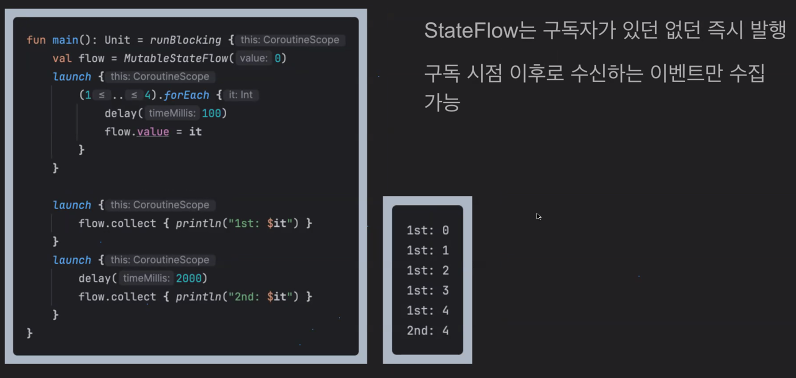 fun main(): Unit = runBlocking { this: CoroutineScope
val flow = MutableStateFlow( value: 0)
launch { this: CoroutineScope
(1 ≤ .. ≤ 4).forEach { it: Int
delay( timeMillis: 100)
flow.value = it
}
}
launch { this: CoroutineScope
flow.collect { println("1st: $it") }
}
launch { this: CoroutineScope
delay( timeMillis: 2000)
flow.collect { println("2nd: $it") }
}
}
1st: 0
1st: 1
1st: 2
1st: 3
1st: 4
2nd: 4
StateFlow는 구독자가 있던 없던 즉시 발행
구독 시점 이후로 수신하는 이벤트만 수집
가능